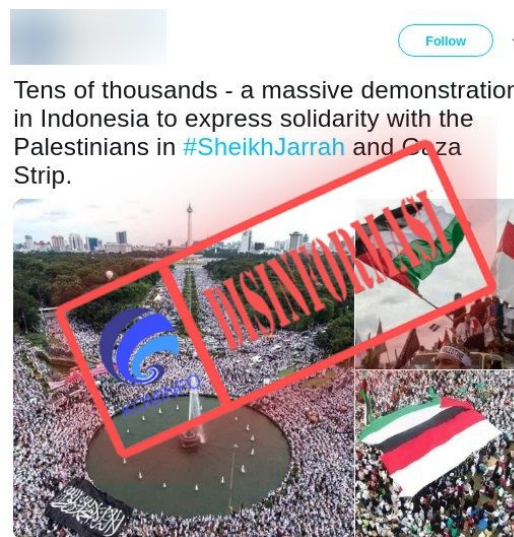 Follow
Tens of thousands - a massive demonstration
in Indonesia to express solidarity with the
Palestinians in #SheikhJarrah and Gaza
Strip.
DISINFORMASI
KOMINFO